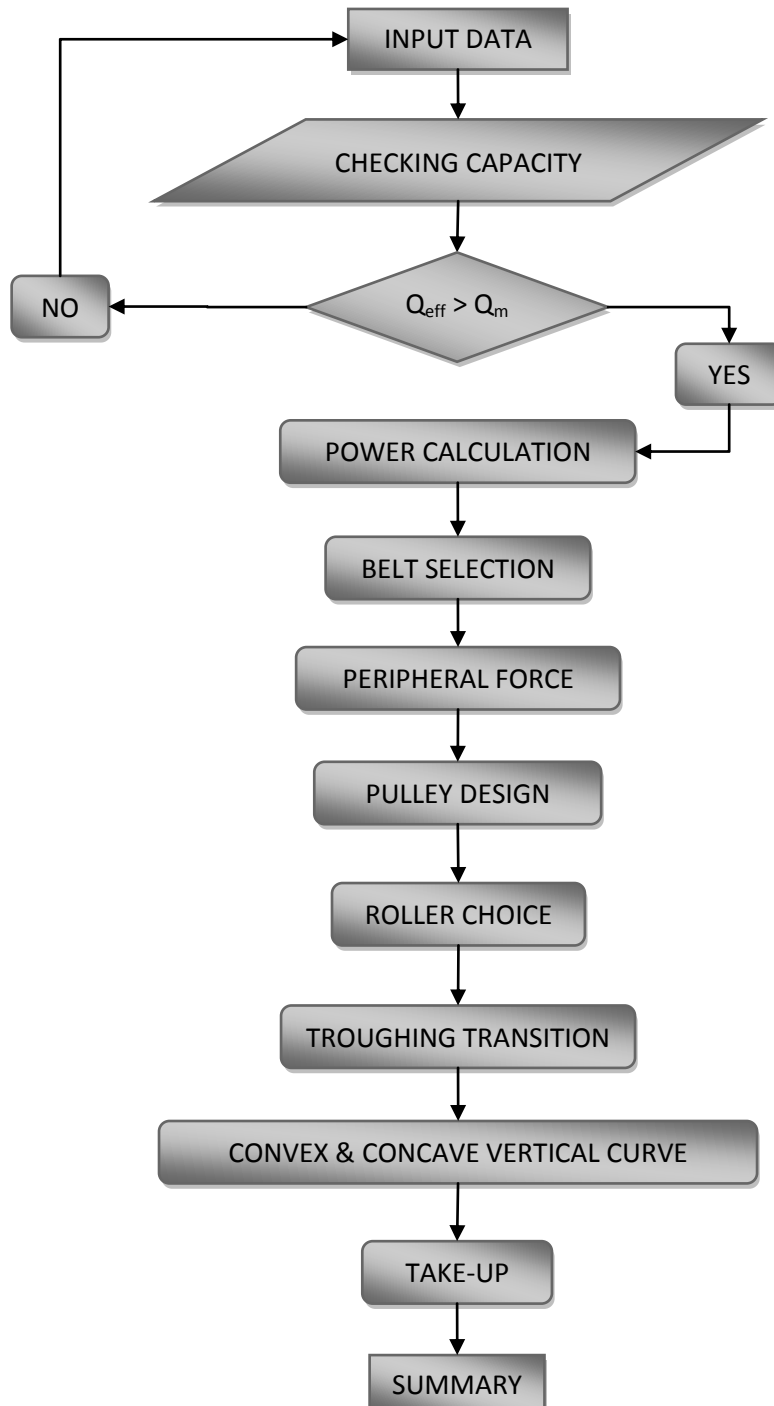 INPUT DATA
CHECKING CAPACITY
Qeff > Qm
NO
YES
POWER CALCULATION
BELT SELECTION
PERIPHERAL FORCE
PULLEY DESIGN
ROLLER CHOICE
TROUGHING TRANSITION
CONVEX & CONCAVE VERTICAL CURVE
TAKE-UP
SUMMARY